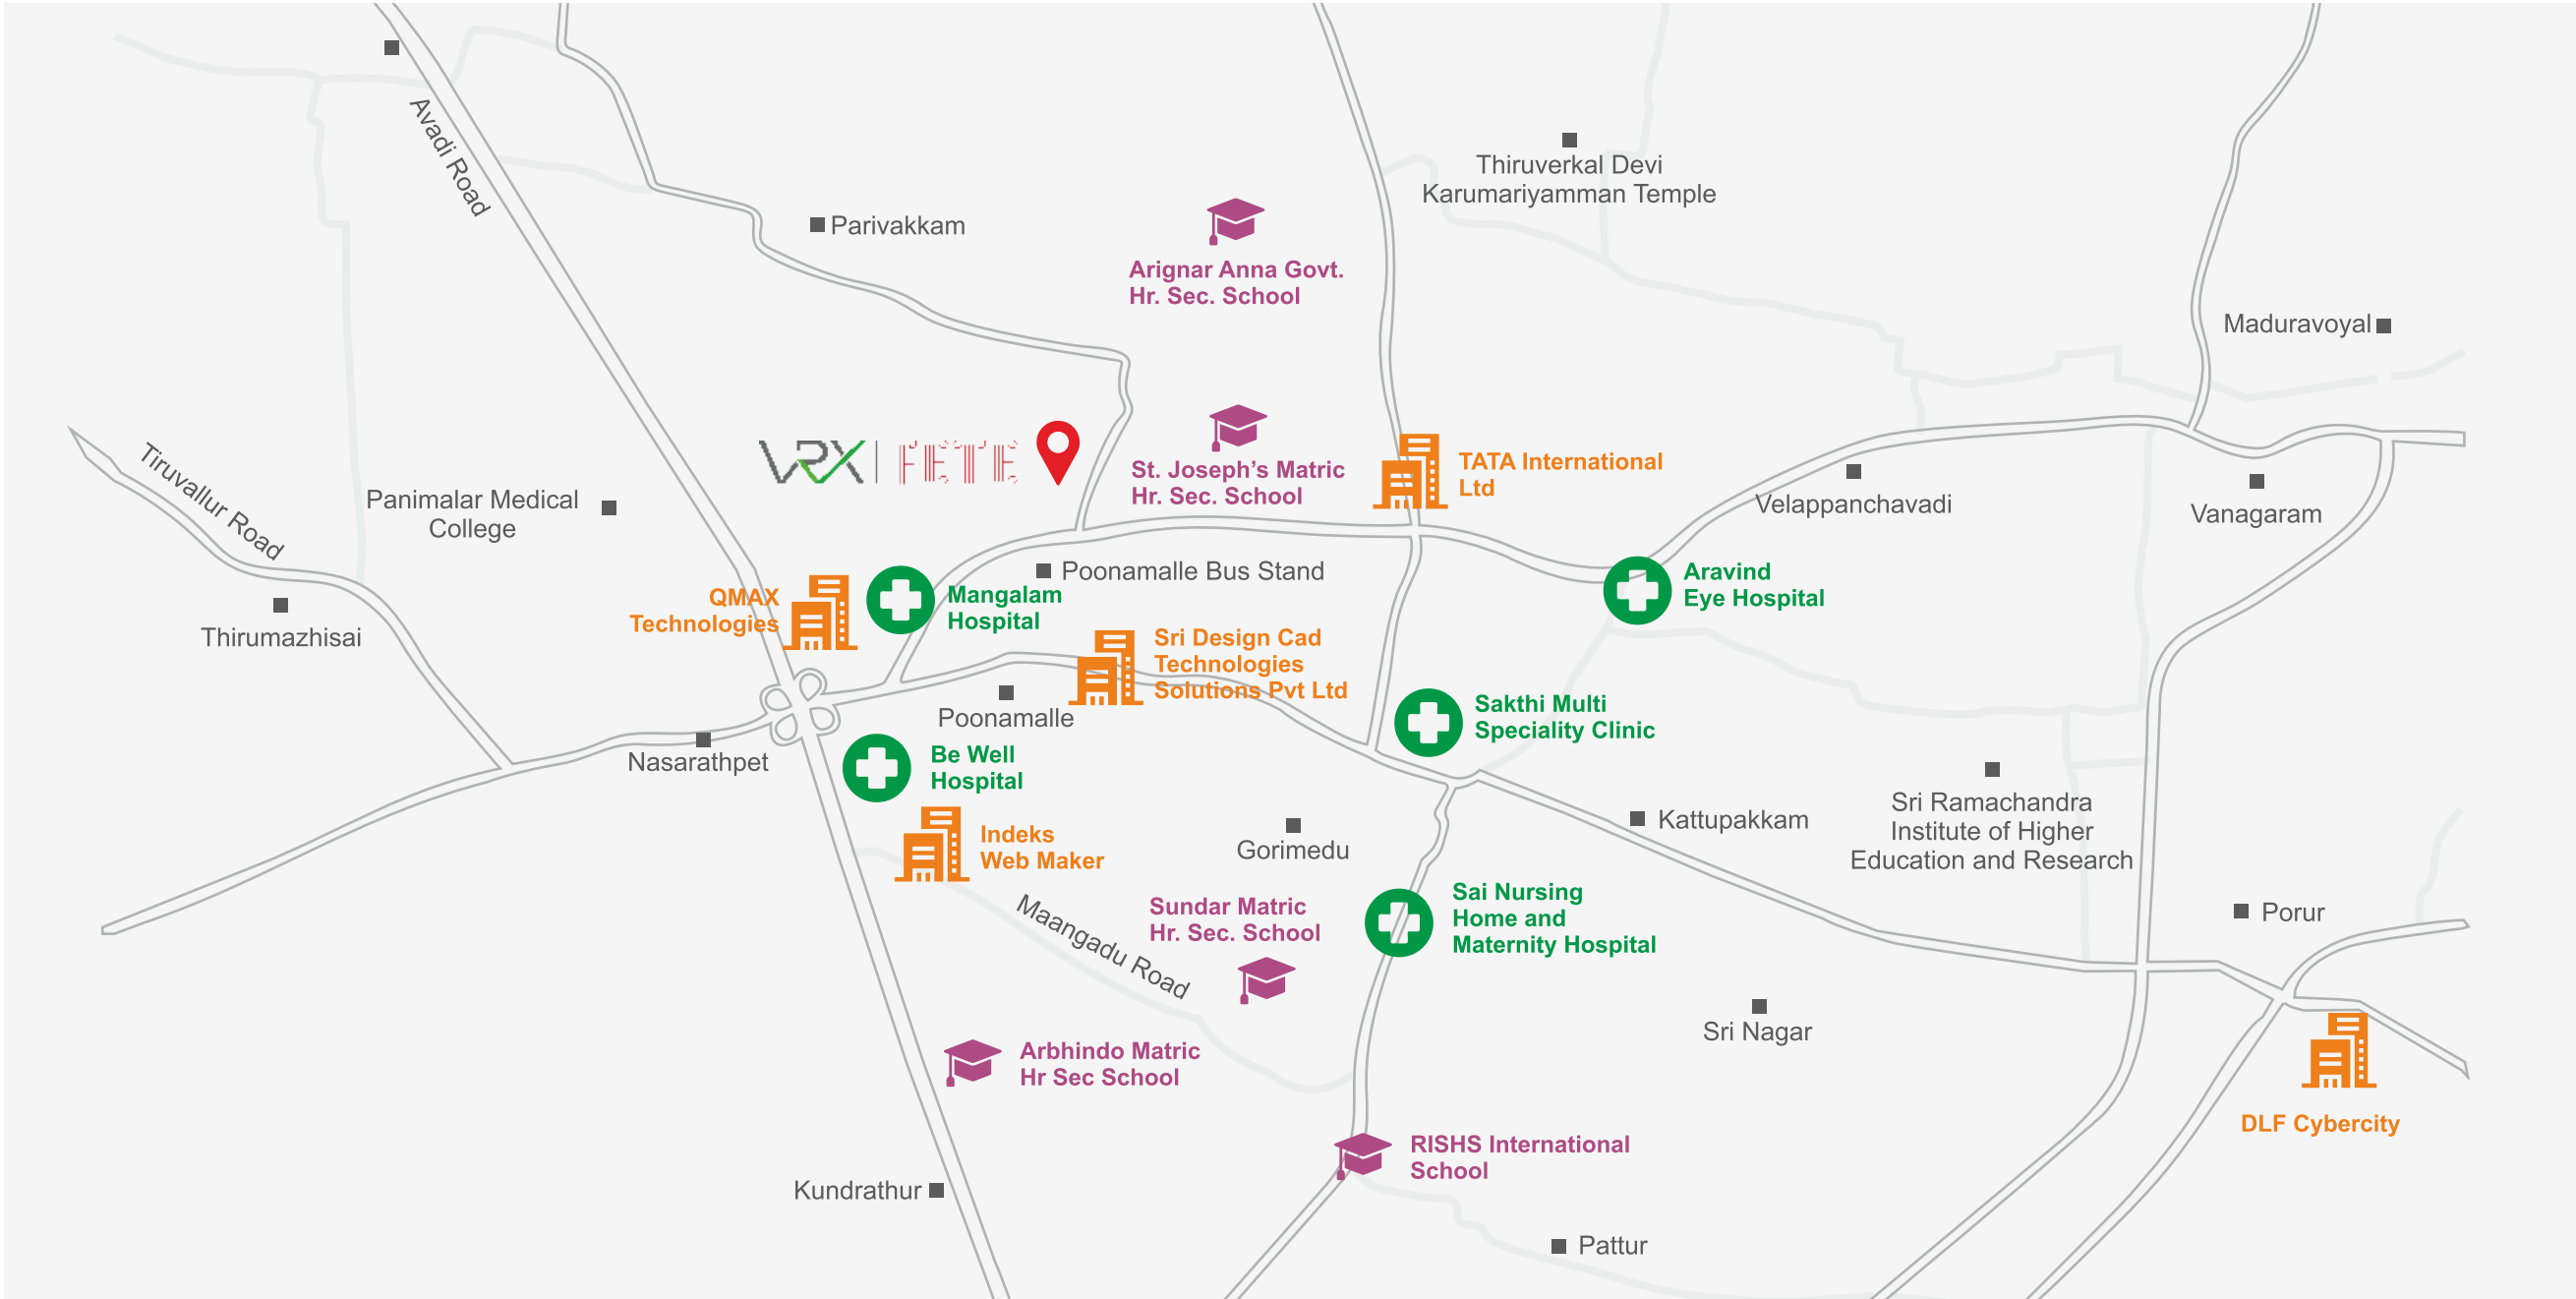 Avadi Road
Thiruverkal Devi
Karumariyamman Temple
Parivakkam
Arignar Anna Govt.
Hr. Sec. School
Maduravoyal
VRX | FETE
St. Joseph’s Matric
Hr. Sec. School
TATA International
Ltd
Tiruvallur Road
Panimalar Medical
College
Velappanchavadi
Vanagaram
Poonamalle Bus Stand
QMAX
Technologies
Mangalam
Hospital
Aravind
Eye Hospital
Thirumazhisai
Sri Design Cad
Technologies
Solutions Pvt Ltd
Poonamalle
Sakthi Multi
Speciality Clinic
Nasarathpet
Be Well
Hospital
Indeks
Web Maker
Gorimedu
Kattupakkam
Sri Ramachandra
Institute of Higher
Education and Research
Maangadu Road
Sundar Matric
Hr. Sec. School
Sai Nursing
Home and
Maternity Hospital
Porur
Sri Nagar
Arbhindo Matric
Hr Sec School
DLF Cybercity
RISHS International
School
Kundrathur
Pattur